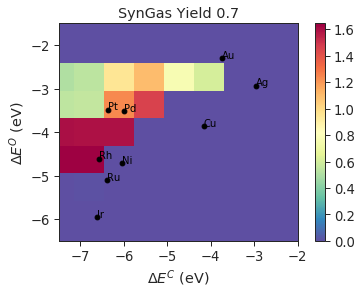 SynGas Yield 0.7
ΔE^O (eV)
−2
−3
−4
−5
−6
Au
Ag
Pt
Pd
Cu
Rh
Ni
Ru
Ir
−7
−6
−5
−4
−3
−2
ΔE^C (eV)
1.6
1.4
1.2
1.0
0.8
0.6
0.4
0.2
0.0